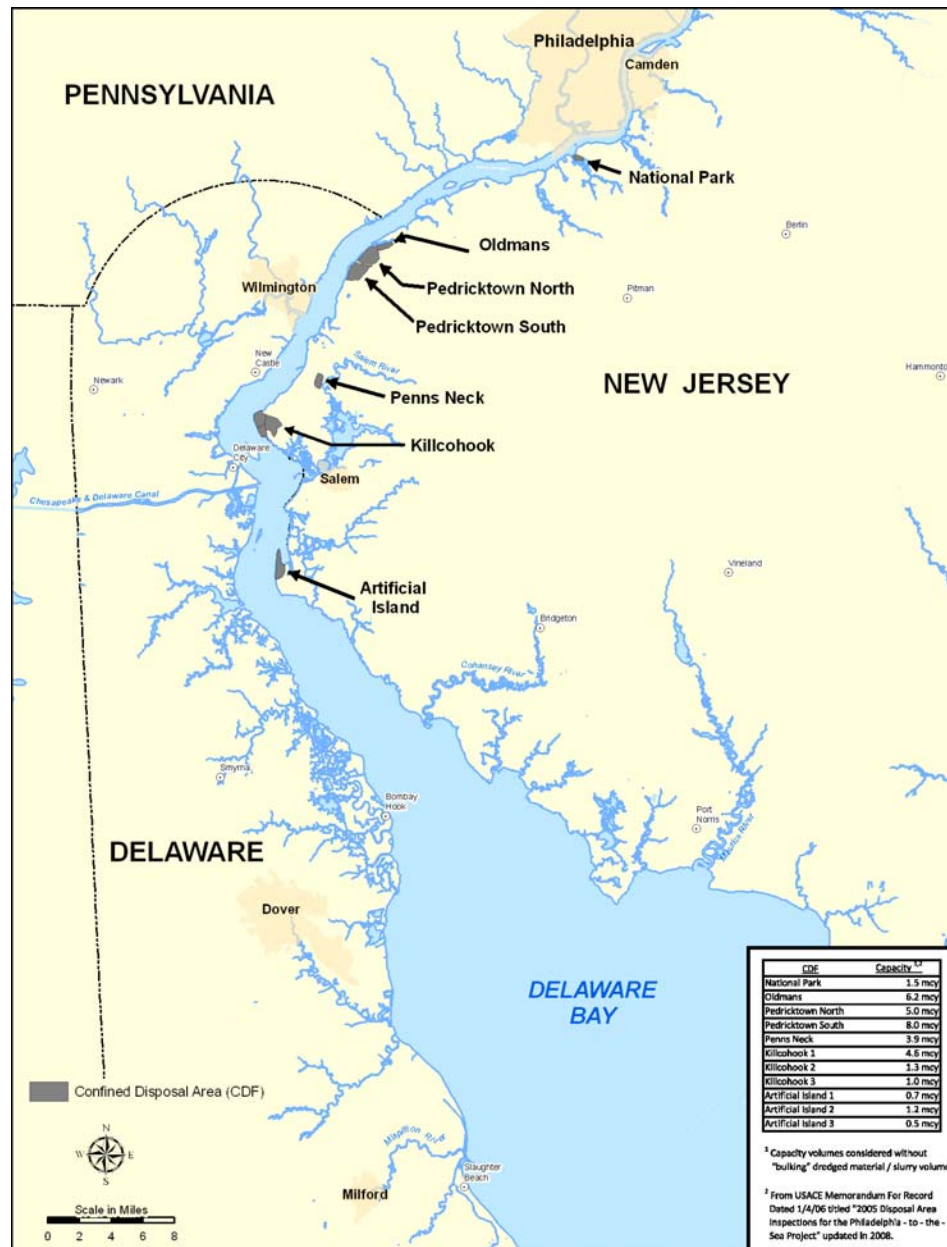 Philadelphia
Camden
PENNSYLVANIA
National Park
Berlin
Oldmans
Wilmington
Pedricktown North
Pitman
Pedricktown South
New
Castle
Salem River
Newark
Penns Neck
NEW JERSEY
Hammonton
Killcohook
Delaware
City
Salem
Chesapeake & Delaware Canal
Artificial
Island
Vineland
Bridgeton
Cohansey River
Smyrna
Bombay
Hook
Port
Norris
Maurice River
DELAWARE
Dover
DELAWARE
BAY
Confined Disposal Area (CDF)
N
W E
S
Scale in Miles
0 2 4 6 8
Mispillion River
Milford
Slaughter
Beach
CDF Capacity 1,2
National Park 1.5 mcy
Oldmans 6.2 mcy
Pedricktown North 5.0 mcy
Pedricktown South 8.0 mcy
Penns Neck 3.9 mcy
Killcohook 1 4.6 mcy
Killcohook 2 1.3 mcy
Killcohook 3 1.0 mcy
Artificial Island 1 0.7 mcy
Artificial Island 2 1.2 mcy
Artificial Island 3 0.5 mcy
1 Capacity volumes considered without
"bulking" dredged material / slurry volume
2 From USACE Memorandum For Record
Dated 1/4/06 titled "2005 Disposal Area
Inspections for the Philadelphia - to - the -
Sea Project" updated in 2008.